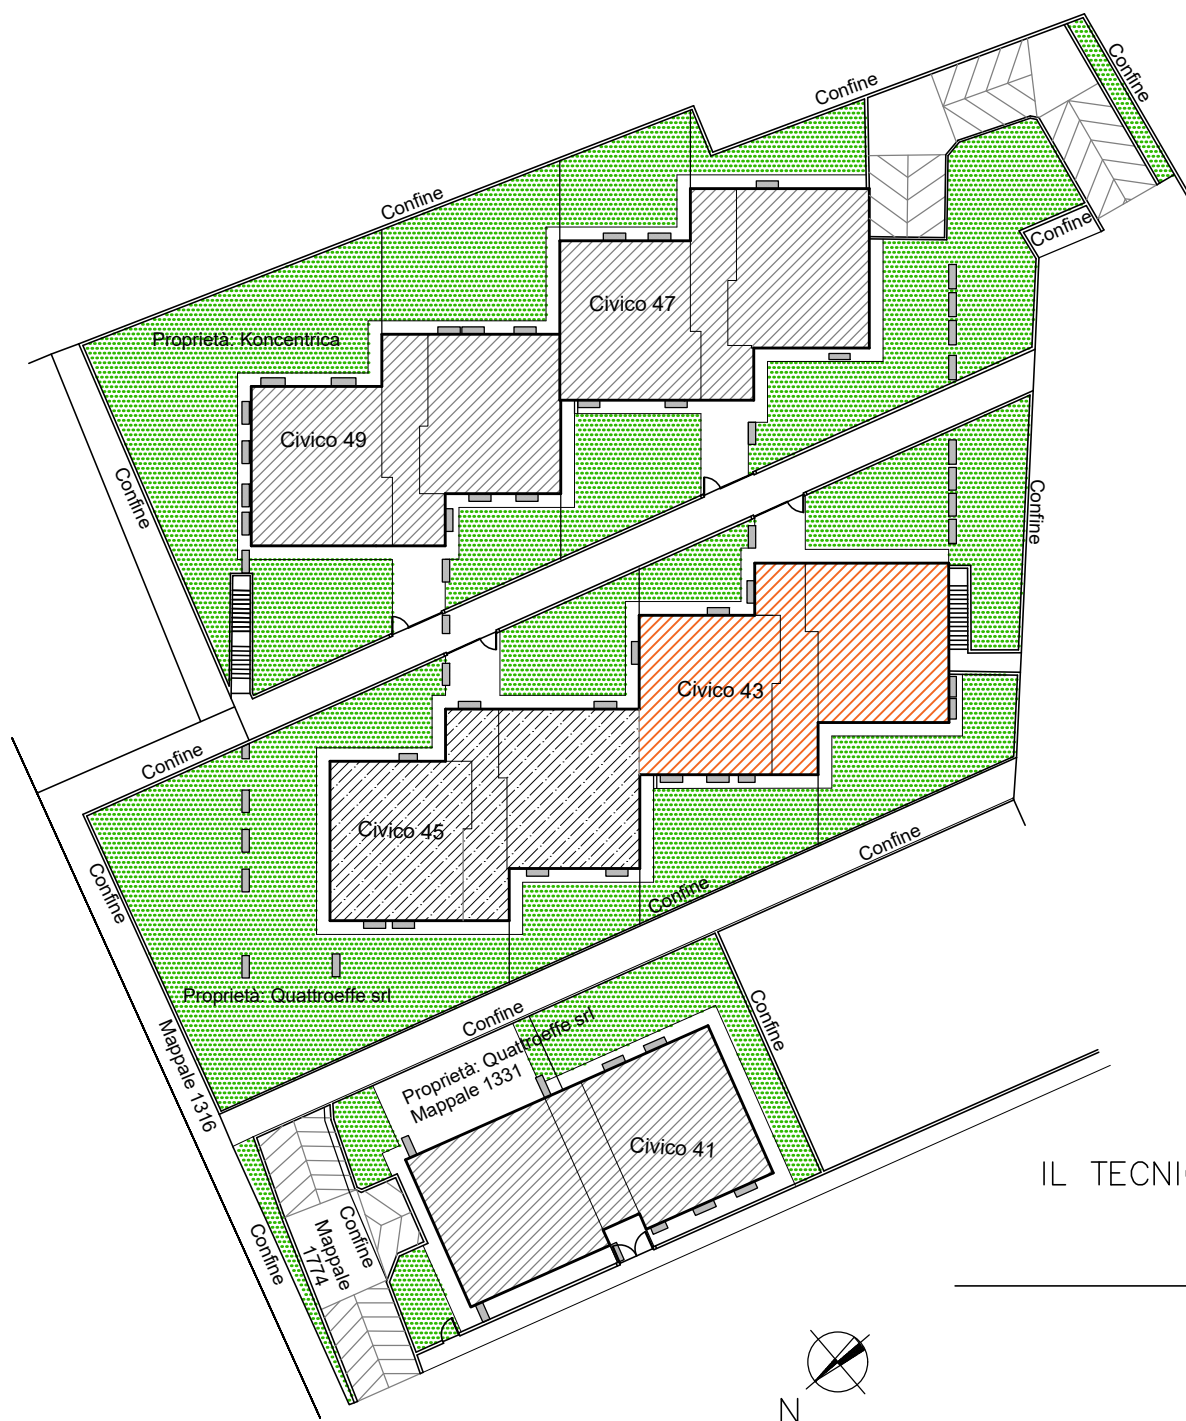 Confine
Confine
Confine
Confine
Civico 47
Proprietà: Koncentrica
Civico 49
Confine
Confine
Civico 43
Confine
Civico 45
Confine
Confine
Confine
Proprietà: Quattroeffe srl
Confine
Confine
Mappale 1316
Proprietà: Quattroeffe srl
Mappale 1331
Civico 41
Confine
Mappale
1774
Confine
IL TECNI
N